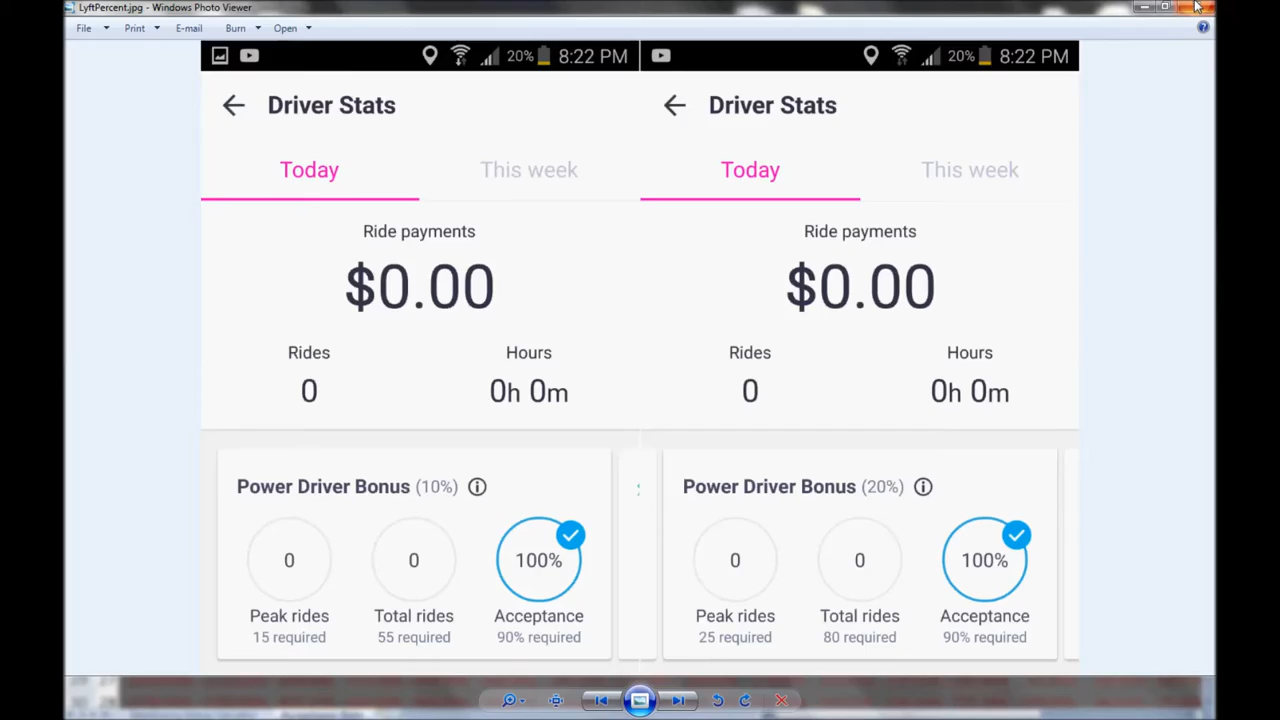 LyftPercent.jpg - Windows Photo Viewer
File Print E-mail Burn Open
20% 8:22 PM
Driver Stats
Today This week
Ride payments
$0.00
Rides Hours
0 0h 0m
Power Driver Bonus (10%)
0 0 100%
Peak rides Total rides Acceptance
15 required 55 required 90% required
20% 8:22 PM
Driver Stats
Today This week
Ride payments
$0.00
Rides Hours
0 0h 0m
Power Driver Bonus (20%)
0 0 100%
Peak rides Total rides Acceptance
25 required 80 required 90% required